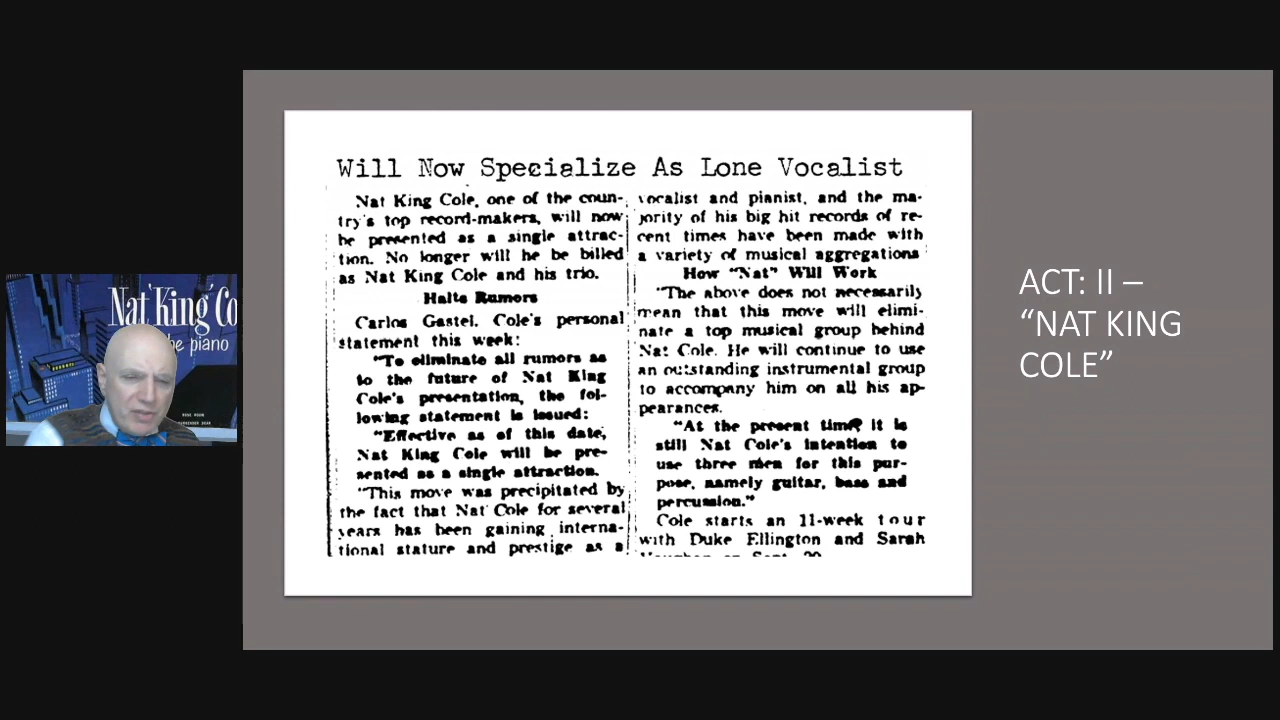 Nat 'King' Co
he piano
Will Now Specialize As Lone Vocalist
Nat King Cole, one of the coun-
try's top record-makers, will now
be presented as a single attrac-
tion. No longer will he be billed
as Nat King Cole and his trio.
Halts Rumors
Carlos Gastel, Cole's personal
statement this week:
"To eliminate all rumors as
to the future of Nat King
Cole's presentation, the fol-
lowing statement is issued:
"Effective as of this date,
Nat King Cole will be pre-
sented as a single attraction.
"This move was precipitated by
the fact that Nat Cole for several
years has been gaining interna-
tional stature and prestige as a
vocalist and pianist, and the ma-
jority of his big hit records of re-
cent times have been made with
a variety of musical aggregations
How "Nat" Will Work
"The above does not necessarily
mean that this move will elimi-
nate a top musical group behind
Nat Cole. He will continue to use
an outstanding instrumental group
to accompany him on all his ap-
pearances.
"At the present time it is
still Nat Cole's intention to
use three men for this pur-
pose, namely guitar, bass and
percussion."
Cole starts an 11-week tour
with Duke Ellington and Sarah
ACT: II –
"NAT KING
COLE"